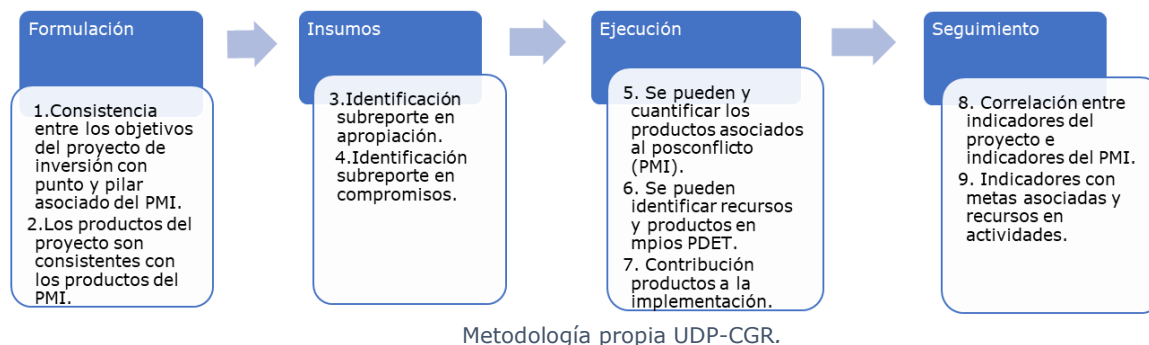 Formulación
1.Consistencia
entre los objetivos
del proyecto de
inversión con
punto y pilar
asociado del PMI.
2.Los productos del
proyecto son
consistentes con
los productos del
PMI.
Insumos
3.Identificación
subreporte en
apropiación.
4.Identificación
subreporte en
compromisos.
Ejecución
5. Se pueden y
cuantificar los
productos asociados
al posconflicto
(PMI).
6. Se pueden
identificar recursos
y productos en
mpios PDET.
7. Contribución
productos a la
implementación.
Seguimiento
8. Correlación entre
indicadores del
proyecto e
indicadores del PMI.
9. Indicadores con
metas asociadas y
recursos en
actividades.
Metodología propia UDP-CGR.